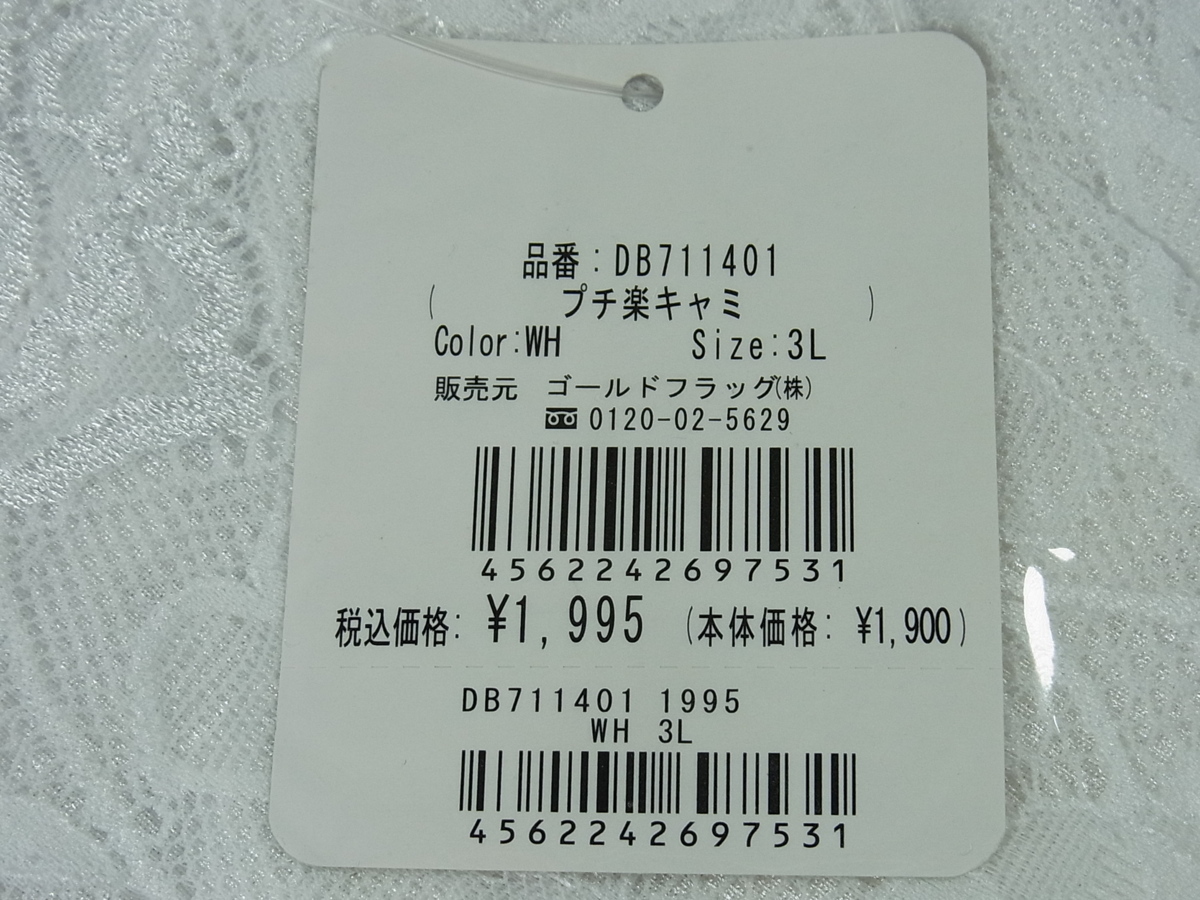 品番：DB711401
（ プチ楽キャミ ）
Color:WH Size:3L
販売元 ゴールドフラッグ㈱
0120-02-5629
4562242697531
税込価格: ¥1,995 （本体価格: ¥1,900）
DB711401 1995
WH 3L
4562242697531